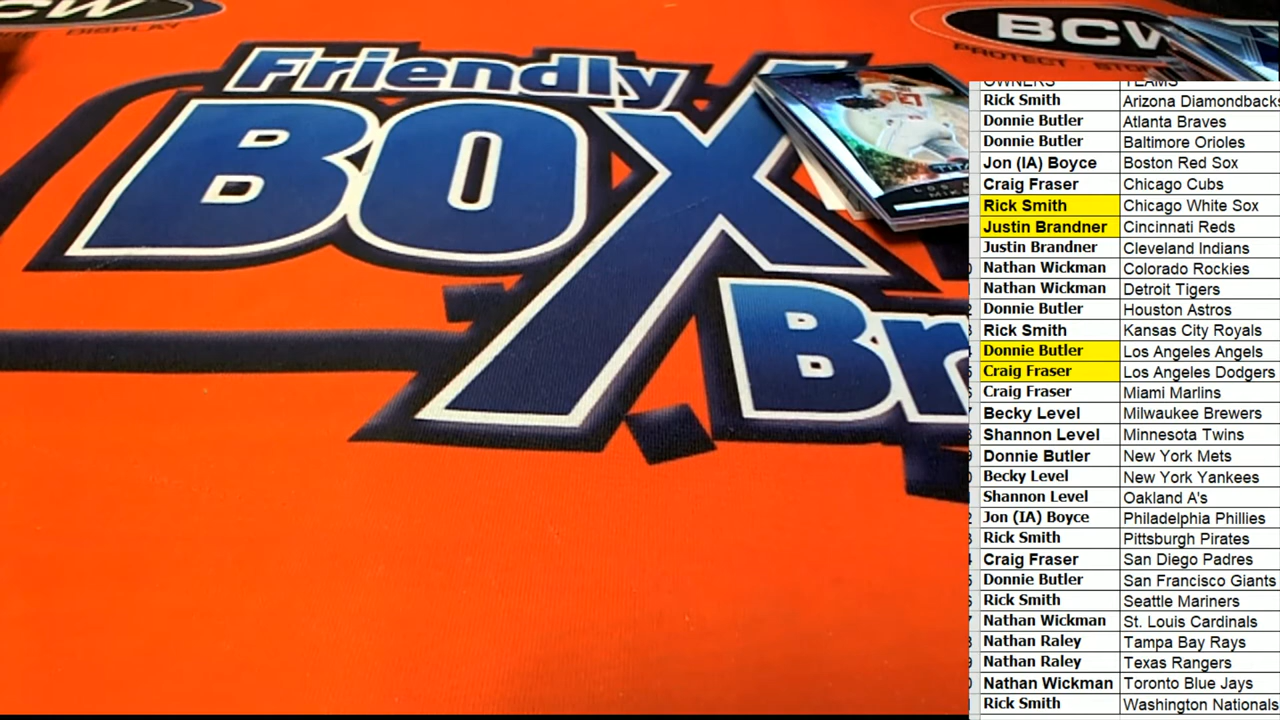 CW
DISPLAY
BCW
PROTECT · STO
Friendly
BOX
Br
OWNERS TEAMS
Rick Smith Arizona Diamondbacks
Donnie Butler Atlanta Braves
Donnie Butler Baltimore Orioles
Jon (IA) Boyce Boston Red Sox
Craig Fraser Chicago Cubs
Rick Smith Chicago White Sox
Justin Brandner Cincinnati Reds
Justin Brandner Cleveland Indians
Nathan Wickman Colorado Rockies
Nathan Wickman Detroit Tigers
Donnie Butler Houston Astros
Rick Smith Kansas City Royals
Donnie Butler Los Angeles Angels
Craig Fraser Los Angeles Dodgers
Craig Fraser Miami Marlins
Becky Level Milwaukee Brewers
Shannon Level Minnesota Twins
Donnie Butler New York Mets
Becky Level New York Yankees
Shannon Level Oakland A's
Jon (IA) Boyce Philadelphia Phillies
Rick Smith Pittsburgh Pirates
Craig Fraser San Diego Padres
Donnie Butler San Francisco Giants
Rick Smith Seattle Mariners
Nathan Wickman St. Louis Cardinals
Nathan Raley Tampa Bay Rays
Nathan Raley Texas Rangers
Nathan Wickman Toronto Blue Jays
Rick Smith Washington Nationals